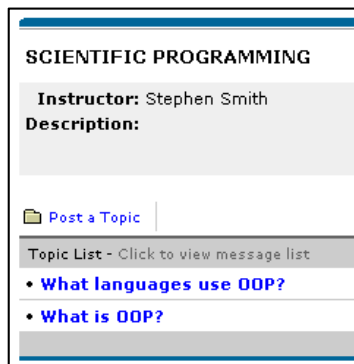 SCIENTIFIC PROGRAMMING
Instructor: Stephen Smith
Description:
Post a Topic
Topic List - Click to view message list
• What languages use OOP?
• What is OOP?